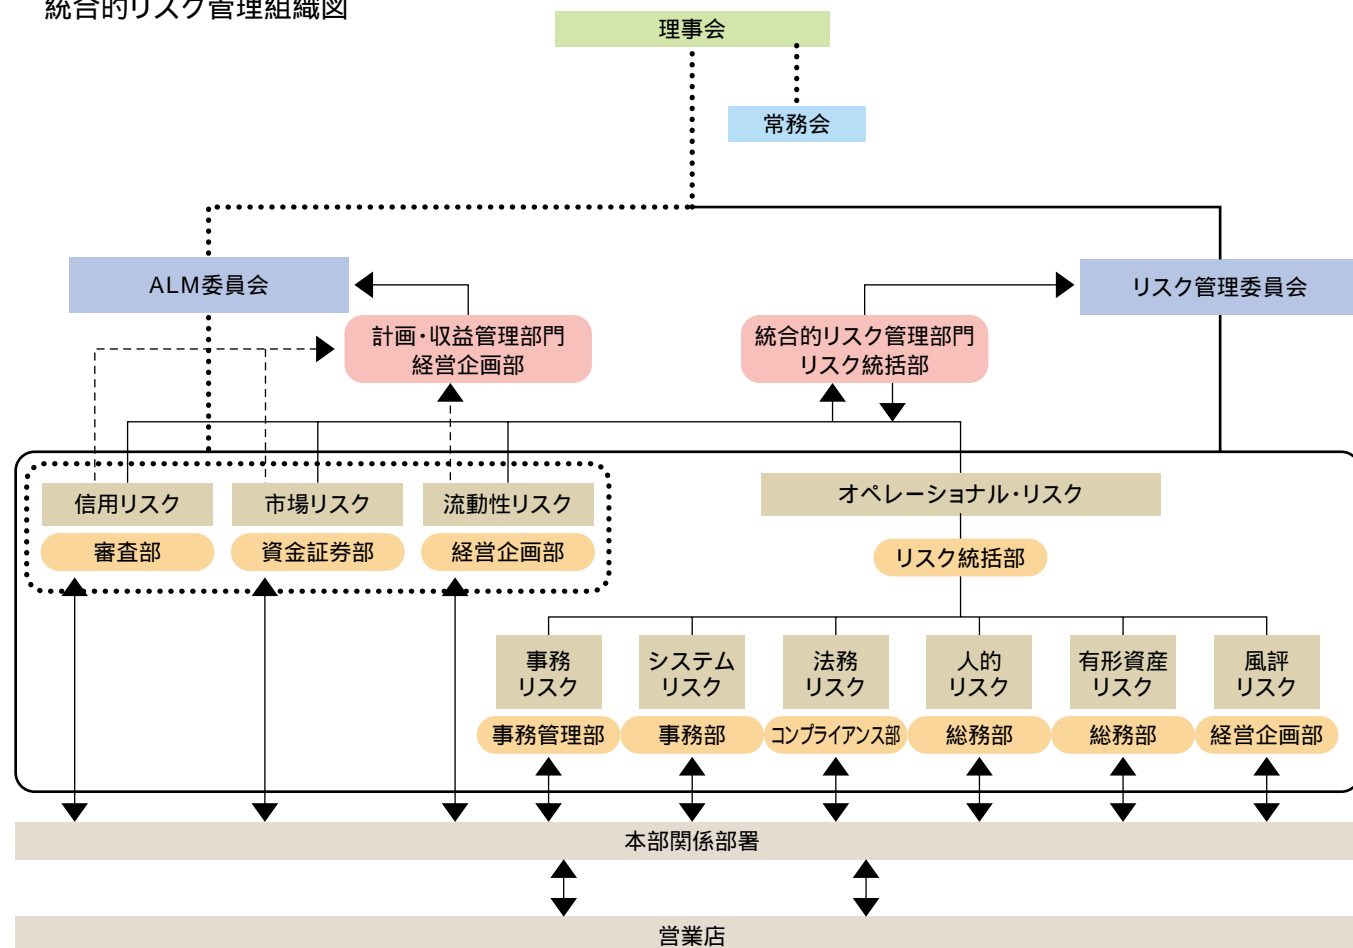 統合的リスク管理組織図
理事会
常務会
ALM委員会
リスク管理委員会
計画・収益管理部門
経営企画部
統合的リスク管理部門
リスク統括部
信用リスク
市場リスク
流動性リスク
オペレーショナル・リスク
審査部
資金証券部
経営企画部
リスク統括部
事務
リスク
システム
リスク
法務
リスク
人的
リスク
有形資産
リスク
風評
リスク
事務管理部
事務部
コンプライアンス部
総務部
総務部
経営企画部
本部関係部署
営業店